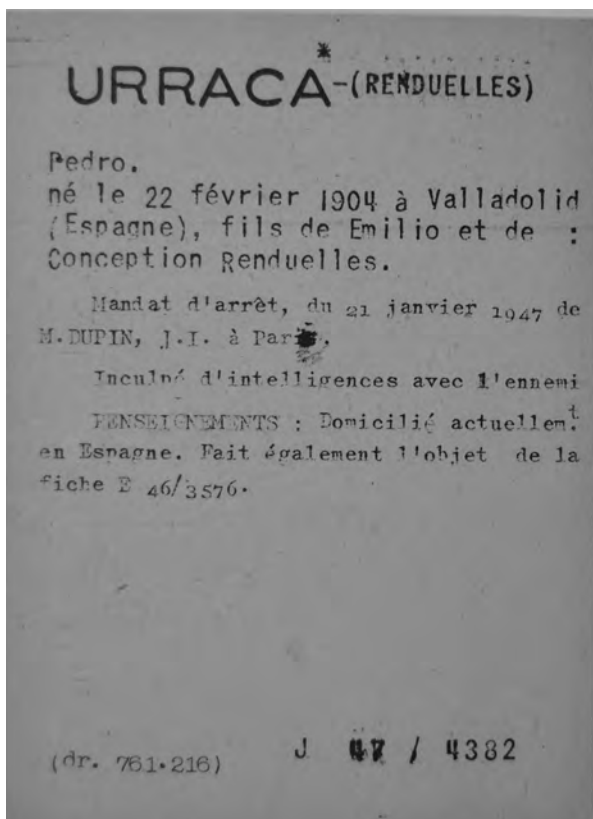 *
URRACA-(RENDUELLES)
Pedro.
né le 22 février 1904 à Valladolid
(Espagne), fils de Emilio et de :
Conception Renduelles.
Mandat d'arrêt, du 21 janvier 1947 de
M.DUPIN, J.I. à Paris.
Inculpé d'intelligences avec l'ennemi
RENSEIGNEMENTS : Domicilié actuellemt.
en Espagne. Fait également l'objet de la
fiche E 46/3576.
(dr. 761.216) J 47 / 4382